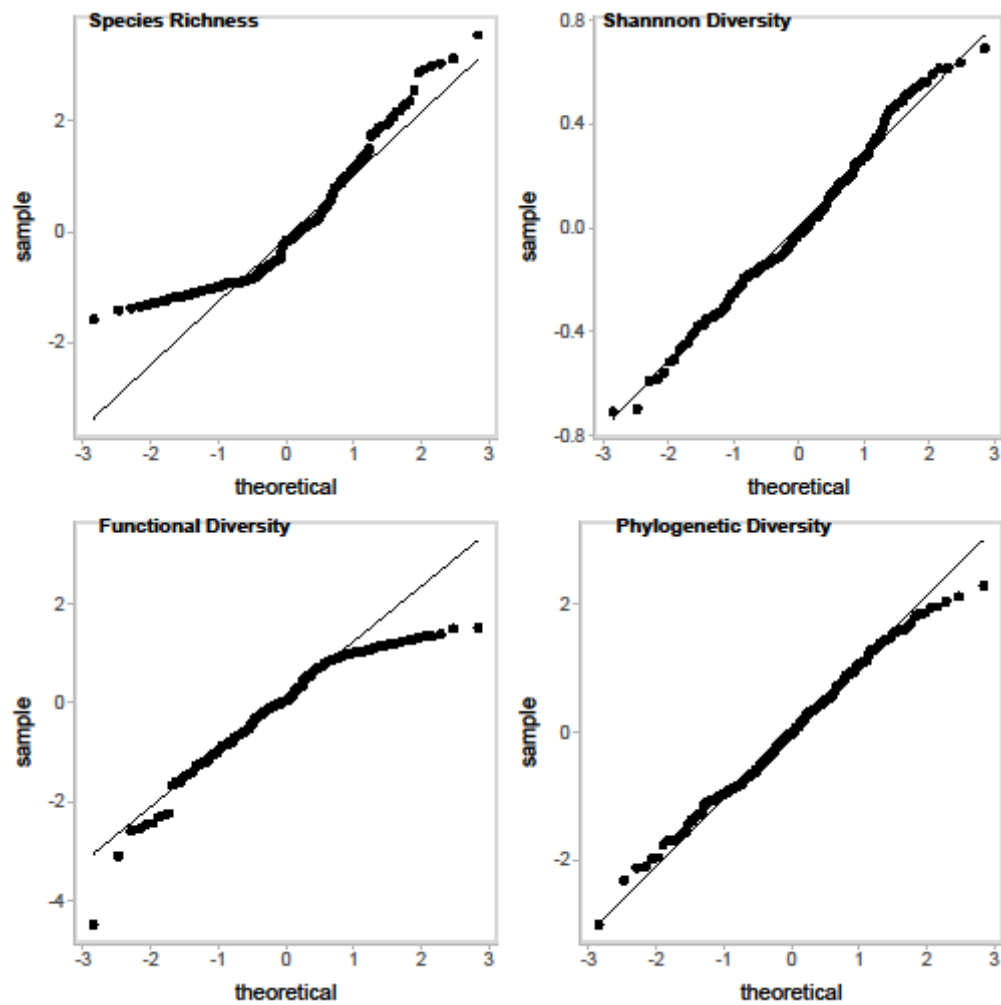 Species Richness
2
0
-2
-3 -2 -1 0 1 2 3
sample
theoretical
Shannnon Diversity
0.8
0.4
0.0
-0.4
-0.8
-3 -2 -1 0 1 2 3
sample
theoretical
Functional Diversity
2
0
-2
-4
-3 -2 -1 0 1 2 3
sample
theoretical
Phylogenetic Diversity
2
0
-2
-3 -2 -1 0 1 2 3
sample
theoretical